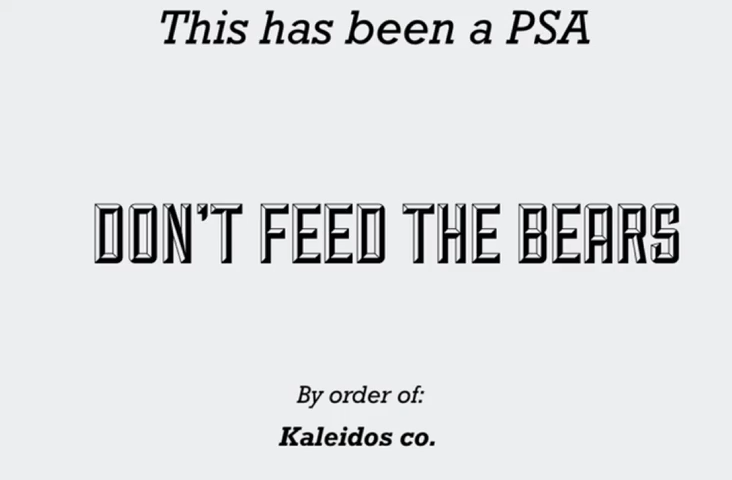 This has been a PSA
DON'T FEED THE BEARS
By order of:
Kaleidos co.